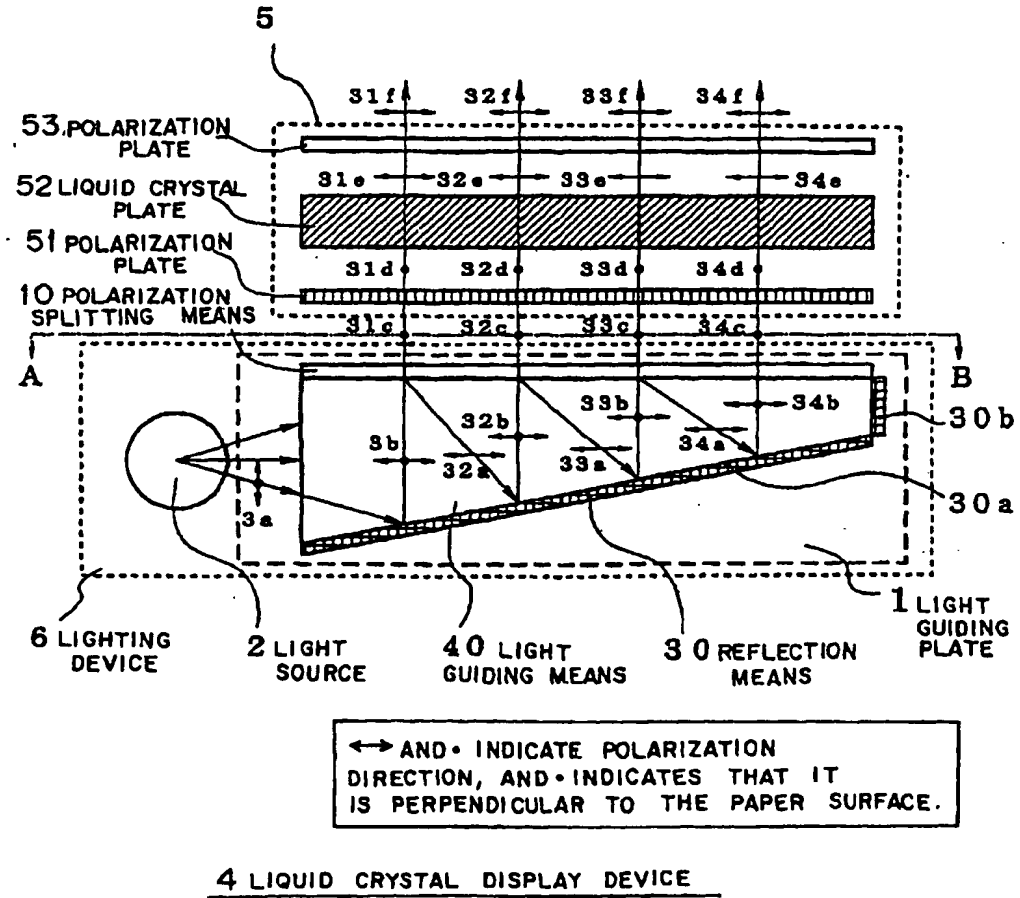 5
31f 32f 33f 34f
53. POLARIZATION
PLATE
31e 32e 33e 34e
52 LIQUID CRYSTAL
PLATE
51 POLARIZATION
PLATE
31d 32d 33d 34d
10 POLARIZATION
SPLITTING MEANS
31c 32c 33c 34c
A B
32b 33b 34b
3b 32a 33a 34a
30b
3a
30a
6 LIGHTING
DEVICE
2 LIGHT
SOURCE
40 LIGHT
GUIDING MEANS
30 REFLECTION
MEANS
1 LIGHT
GUIDING
PLATE
↔ AND • INDICATE POLARIZATION
DIRECTION, AND • INDICATES THAT IT
IS PERPENDICULAR TO THE PAPER SURFACE.
4 LIQUID CRYSTAL DISPLAY DEVICE